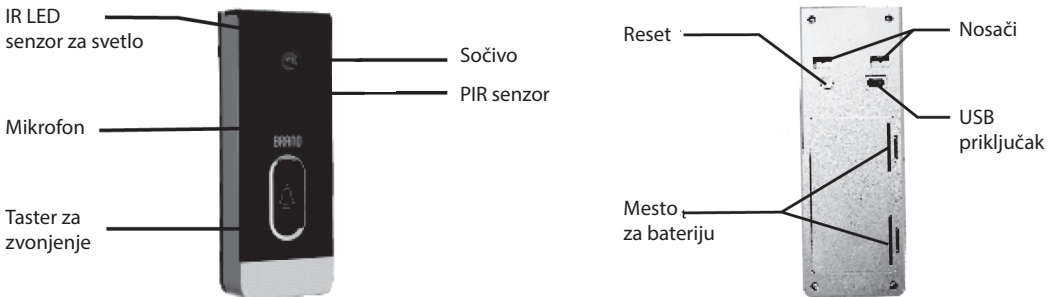 IR LED
senzor za svetlo
Sočivo
PIR senzor
Mikrofon
BRAND
Taster za
zvonjenje
Reset
Nosači
USB
priključak
Mesto
za bateriju